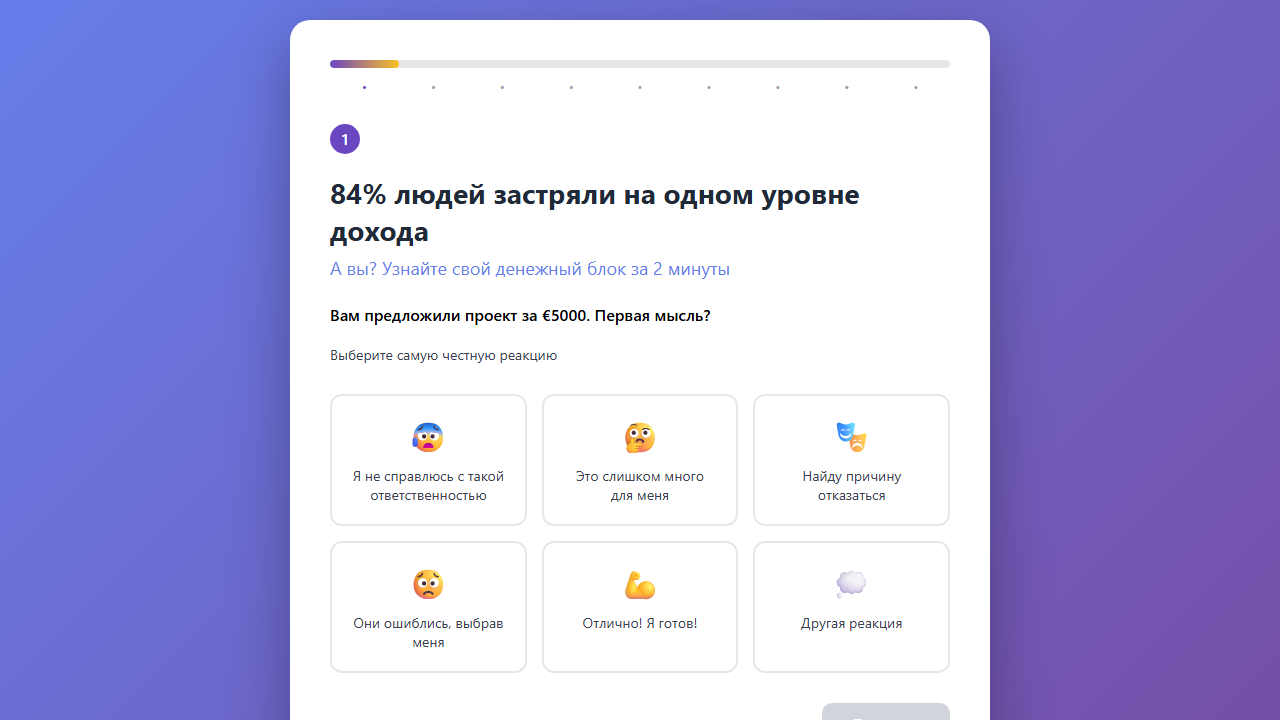 1
84% людей застряли на одном уровне
дохода
А вы? Узнайте свой денежный блок за 2 минуты
Вам предложили проект за €5000. Первая мысль?
Выберите самую честную реакцию
Я не справлюсь с такой
ответственностью
Это слишком много
для меня
Найду причину
отказаться
Они ошиблись, выбрав
меня
Отлично! Я готов!
Другая реакция